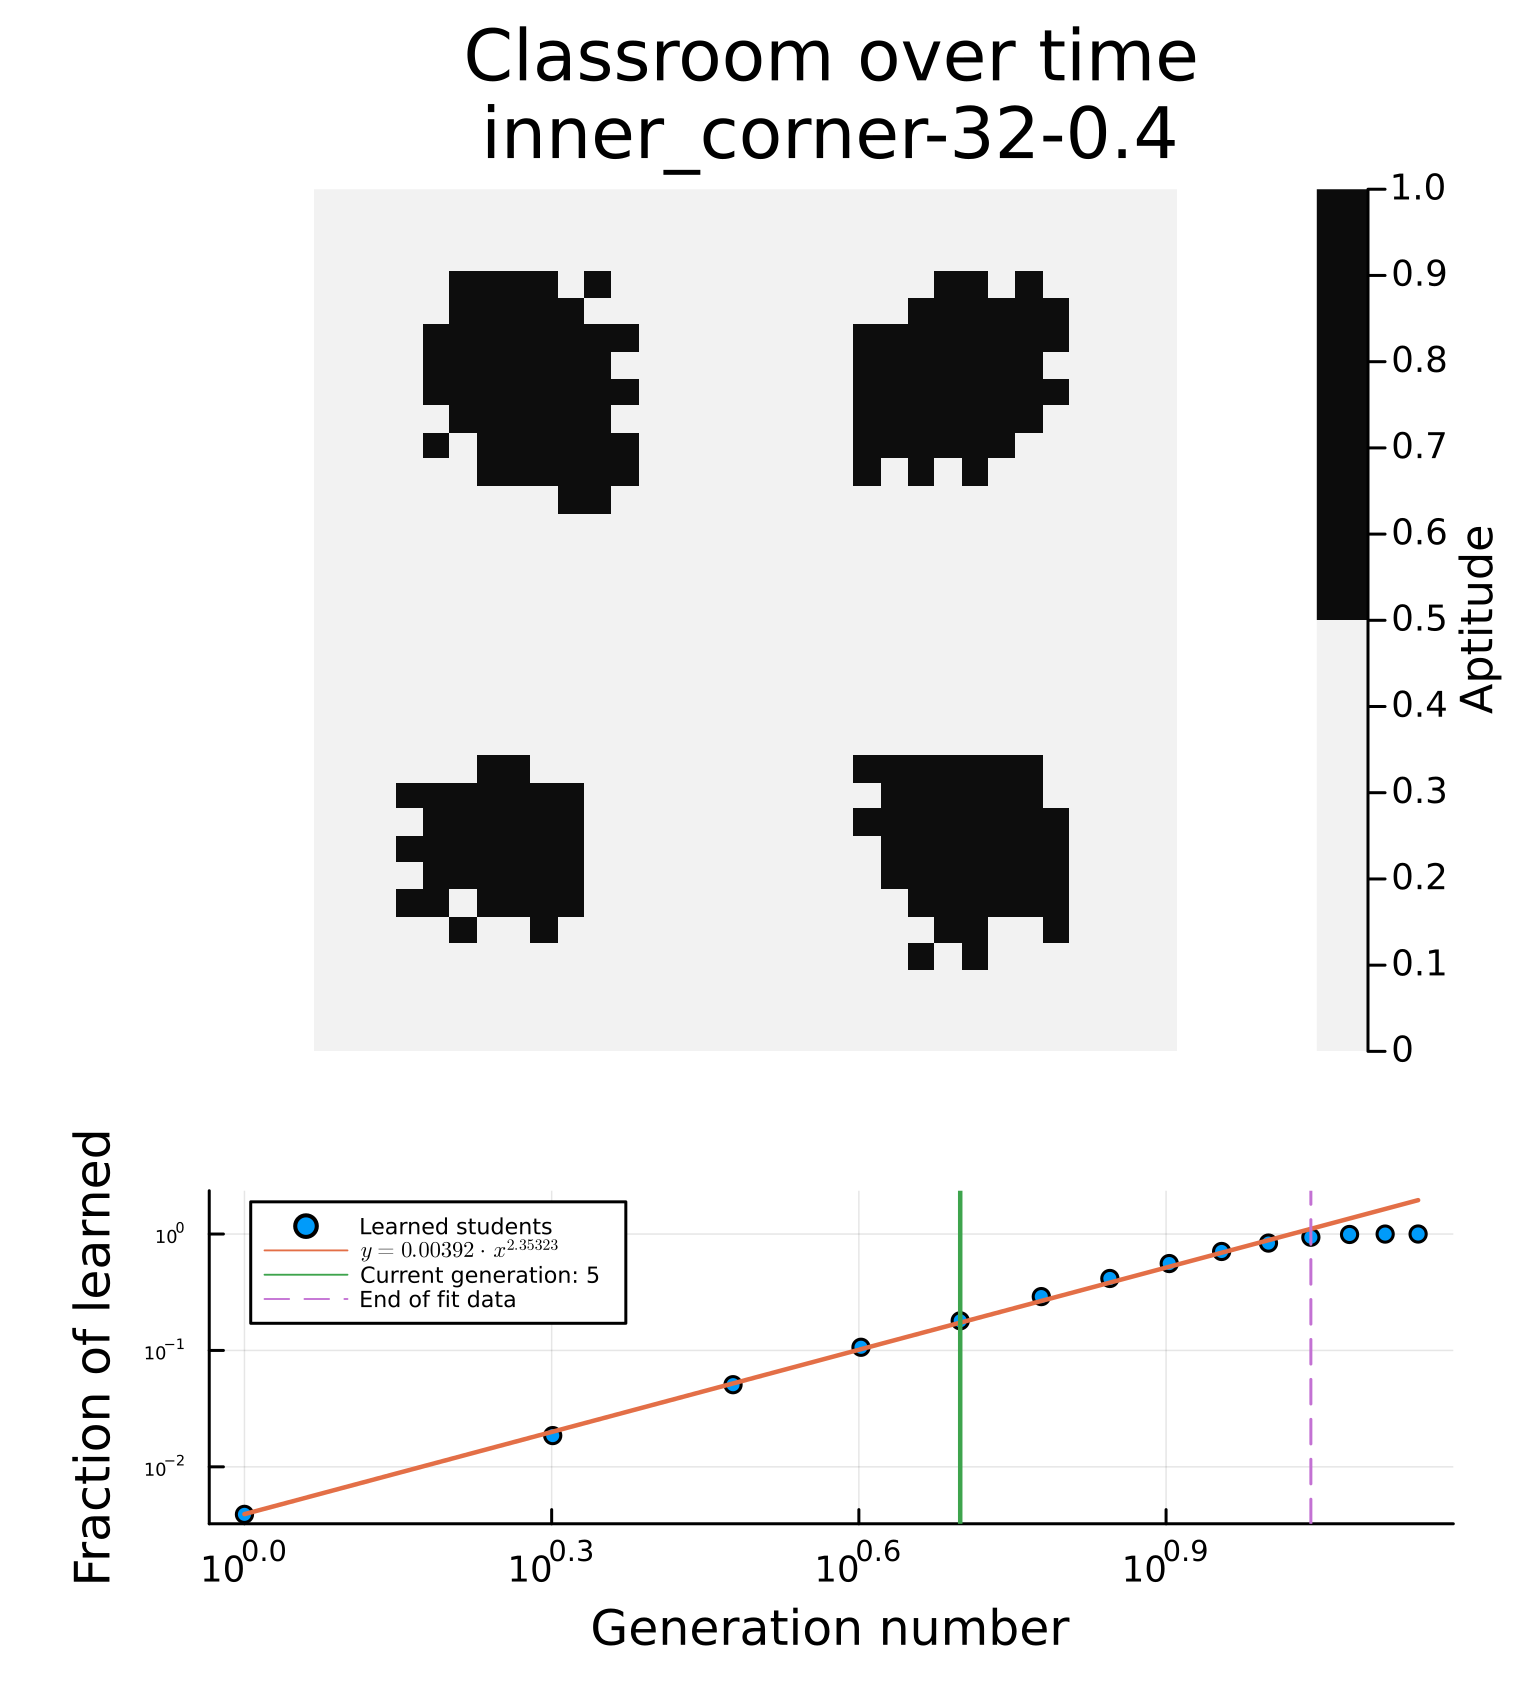 Classroom over time
inner_corner-32-0.4
1.0
0.9
0.8
0.7
0.6
0.5
0.4
0.3
0.2
0.1
0
Aptitude
Fraction of learned
10⁰
10⁻¹
10⁻²
Learned students
y = 0.00392 · x^2.35323
Current generation: 5
End of fit data
10^0.0
10^0.3
10^0.6
10^0.9
Generation number